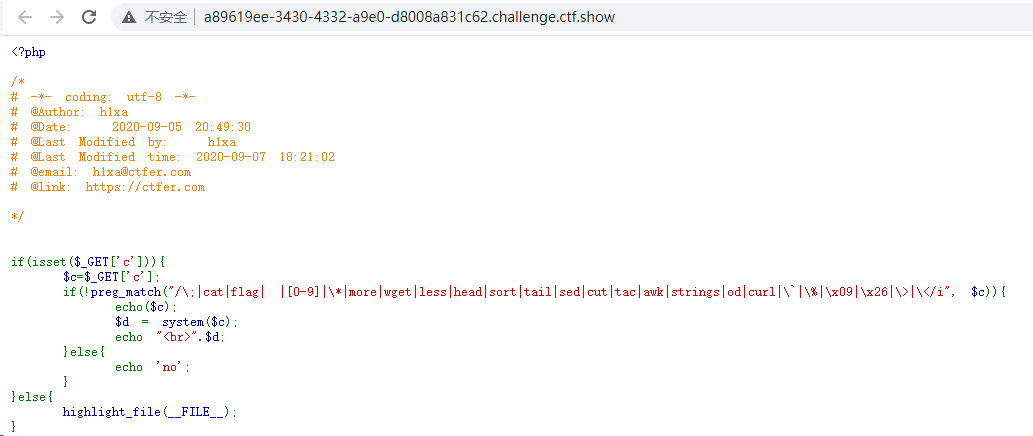 不安全 | a89619ee-3430-4332-a9e0-d8008a831c62.challenge.ctf.show
<?php
/*
# -*- coding: utf-8 -*-
# @Author: h1xa
# @Date: 2020-09-05 20:49:30
# @Last Modified by: h1xa
# @Last Modified time: 2020-09-07 18:21:02
# @email: h1xa@ctfer.com
# @link: https://ctfer.com
*/
if(isset($_GET['c'])){
$c=$_GET['c'];
if(!preg_match("/\;|cat|flag| |[0-9]|\*|more|wget|less|head|sort|tail|sed|cut|tac|awk|strings|od|curl|\`|\%|\x09|\x26|\>|\</i", $c)){
echo($c);
$d = system($c);
echo "<br>".$d;
}else{
echo 'no';
}
}else{
highlight_file(__FILE__);
}